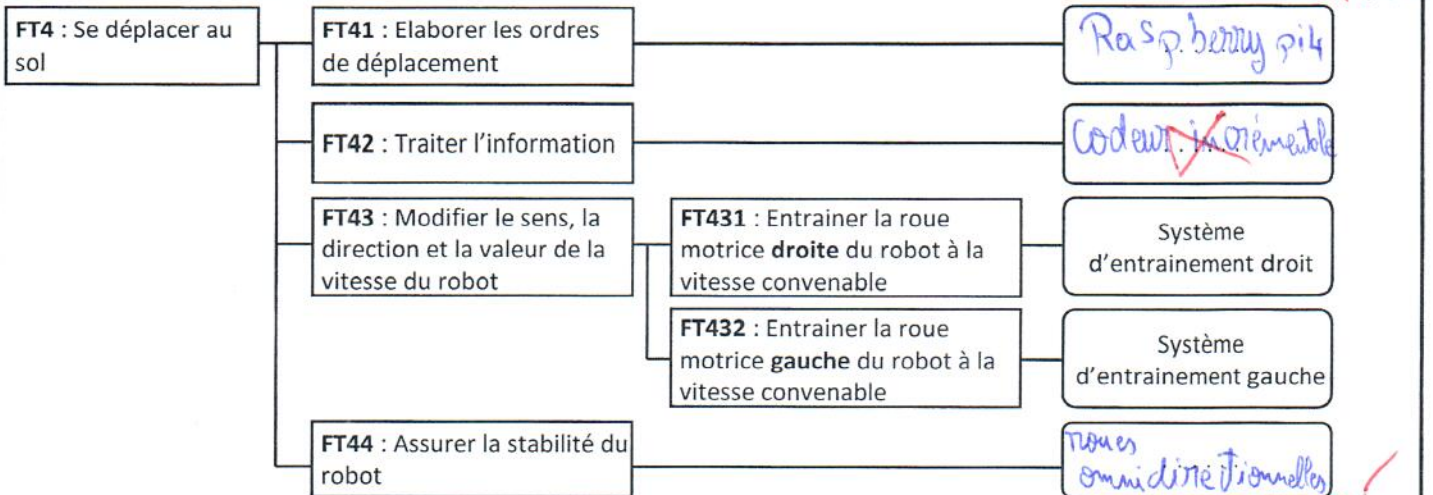 FT4 : Se déplacer au
sol
FT41 : Elaborer les ordres
de déplacement
Raspberry pi4
FT42 : Traiter l'information
Codeur incrémentale
FT43 : Modifier le sens, la
direction et la valeur de la
vitesse du robot
FT431 : Entrainer la roue
motrice droite du robot à la
vitesse convenable
Système
d'entrainement droit
FT432 : Entrainer la roue
motrice gauche du robot à la
vitesse convenable
Système
d'entrainement gauche
FT44 : Assurer la stabilité du
robot
roues
omnidirectionnelles